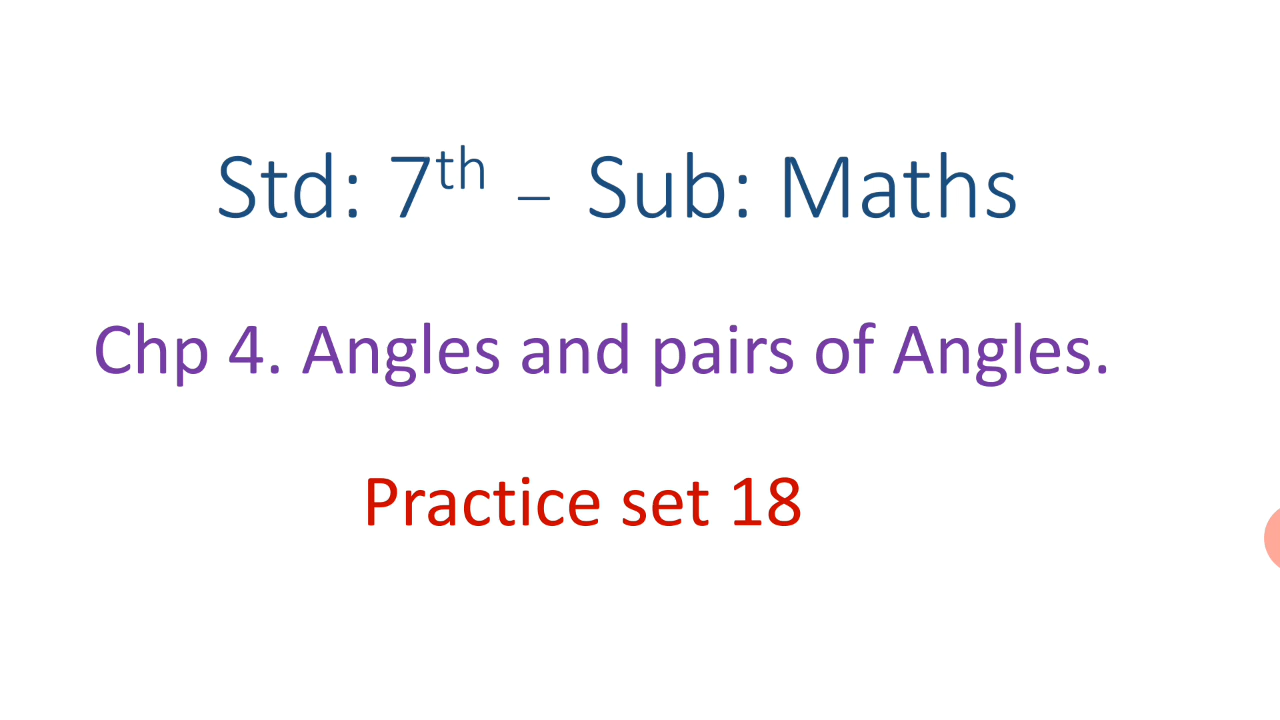 Std: 7th – Sub: Maths
Chp 4. Angles and pairs of Angles.
Practice set 18